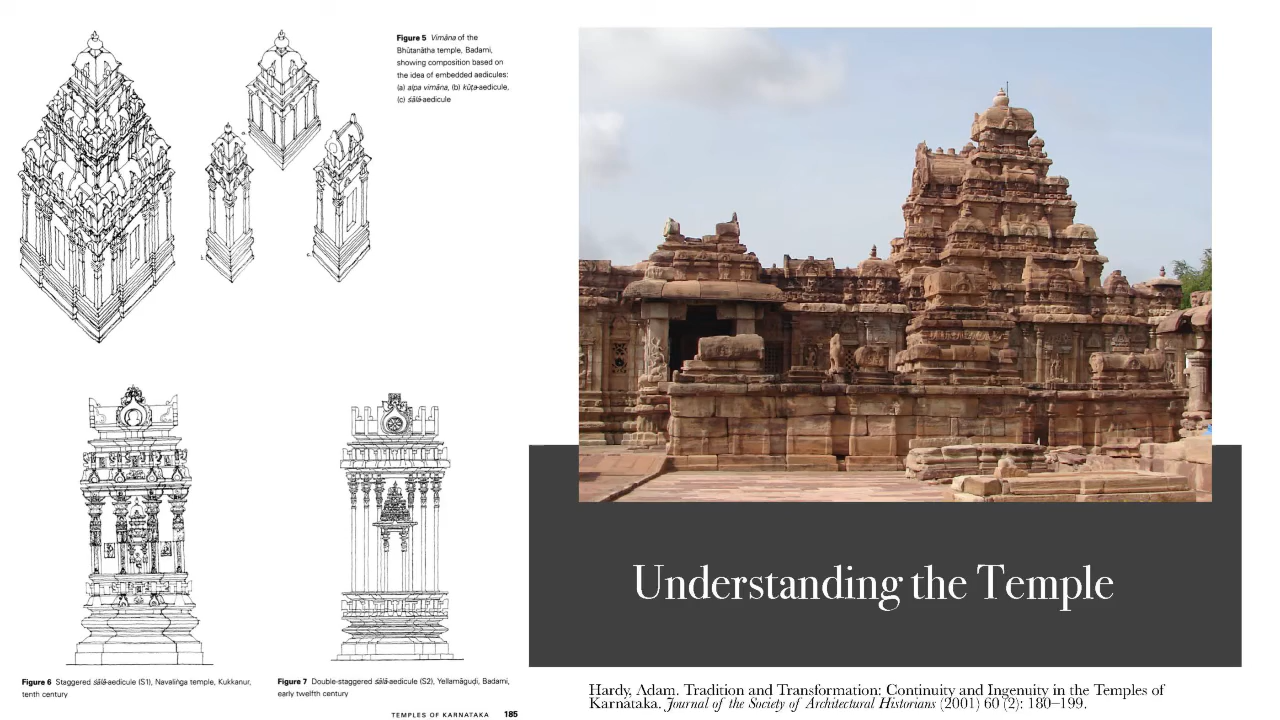 Figure 5 Vimāna of the
Bhūtanātha temple, Badami,
showing composition based on
the idea of embedded aedicules:
(a) alpa vimāna, (b) kūṭa-aedicule,
(c) śālā-aedicule
Figure 6 Staggered śālā-aedicule (S1), Navaliṅga temple, Kukkanur,
tenth century
Figure 7 Double-staggered śālā-aedicule (S2), Yellamāguḍi, Badami,
early twelfth century
TEMPLES OF KARNATAKA 185
Understanding the Temple
Hardy, Adam. Tradition and Transformation: Continuity and Ingenuity in the Temples of
Karnataka. Journal of the Society of Architectural Historians (2001) 60 (2): 180–199.